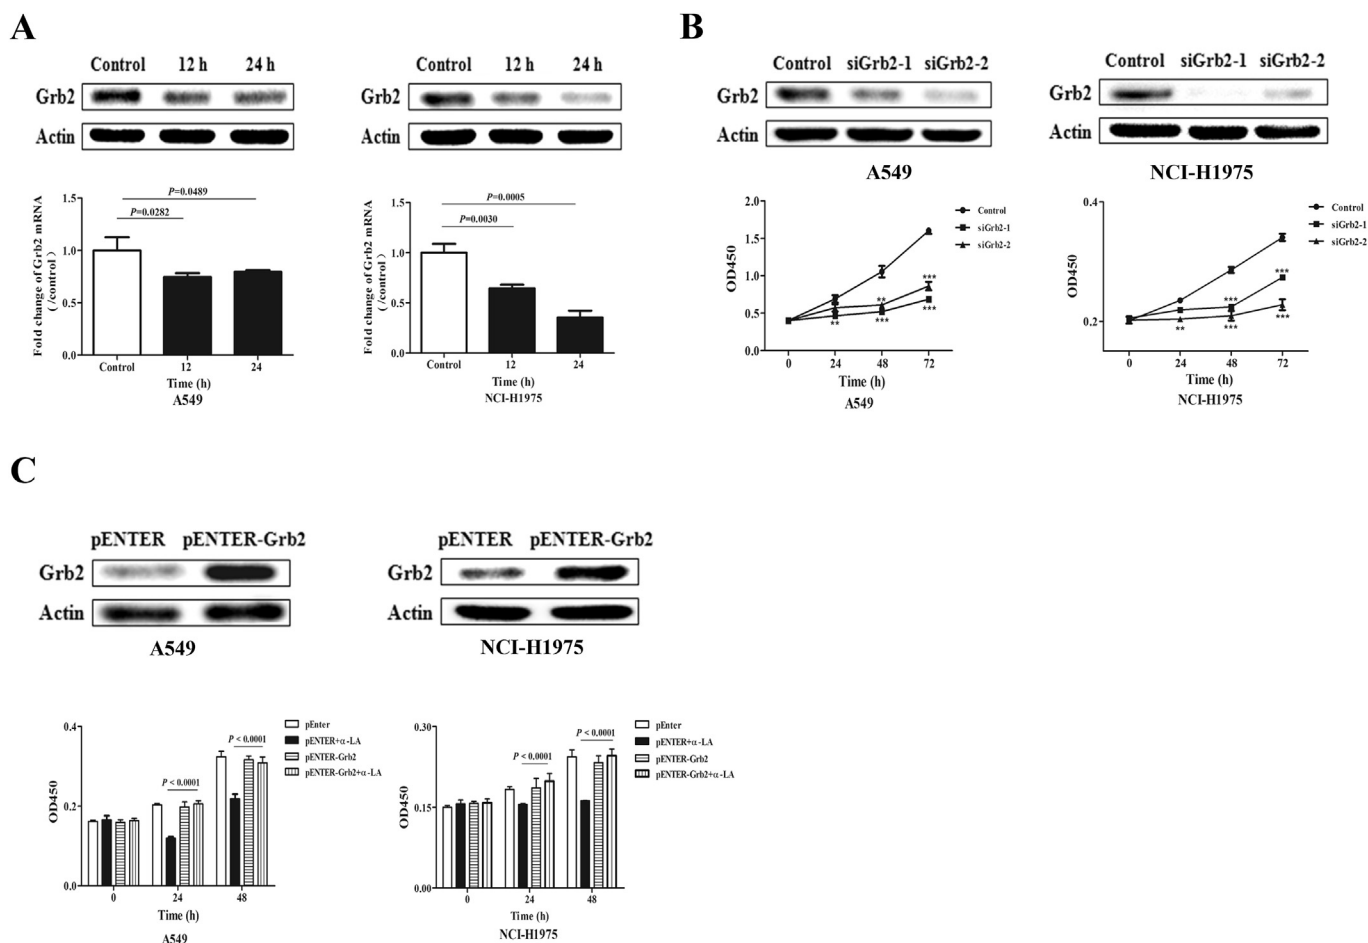 A
Control 12 h 24 h
Grb2
Actin
Control 12 h 24 h
Grb2
Actin
Fold change of Grb2 mRNA
(/control)
1.5
1.0
0.5
0.0
P=0.0489
P=0.0282
Control 12 24
Time (h)
A549
Fold change of Grb2 mRNA
(/control)
1.5
1.0
0.5
0.0
P=0.0005
P=0.0030
Control 12 24
Time (h)
NCI-H1975
B
Control siGrb2-1 siGrb2-2
Grb2
Actin
A549
Control siGrb2-1 siGrb2-2
Grb2
Actin
NCI-H1975
OD450
2.0
1.5
1.0
0.5
0.0
Control
siGrb2-1
siGrb2-2
***
**
**
***
***
0 24 48 72
Time (h)
A549
OD450
0.4
0.2
Control
siGrb2-1
siGrb2-2
***
***
**
***
***
0 24 48 72
Time (h)
NCI-H1975
C
pENTER pENTER-Grb2
Grb2
Actin
A549
pENTER pENTER-Grb2
Grb2
Actin
NCI-H1975
OD450
0.4
0.2
0.0
P < 0.0001
P < 0.0001
pEnter
pENTER+α-LA
pENTER-Grb2
pENTER-Grb2+α-LA
0 24 48
Time (h)
A549
OD450
0.30
0.15
0.00
P < 0.0001
P < 0.0001
pEnter
pENTER+α-LA
pENTER-Grb2
pENTER-Grb2+α-LA
0 24 48
Time (h)
NCI-H1975